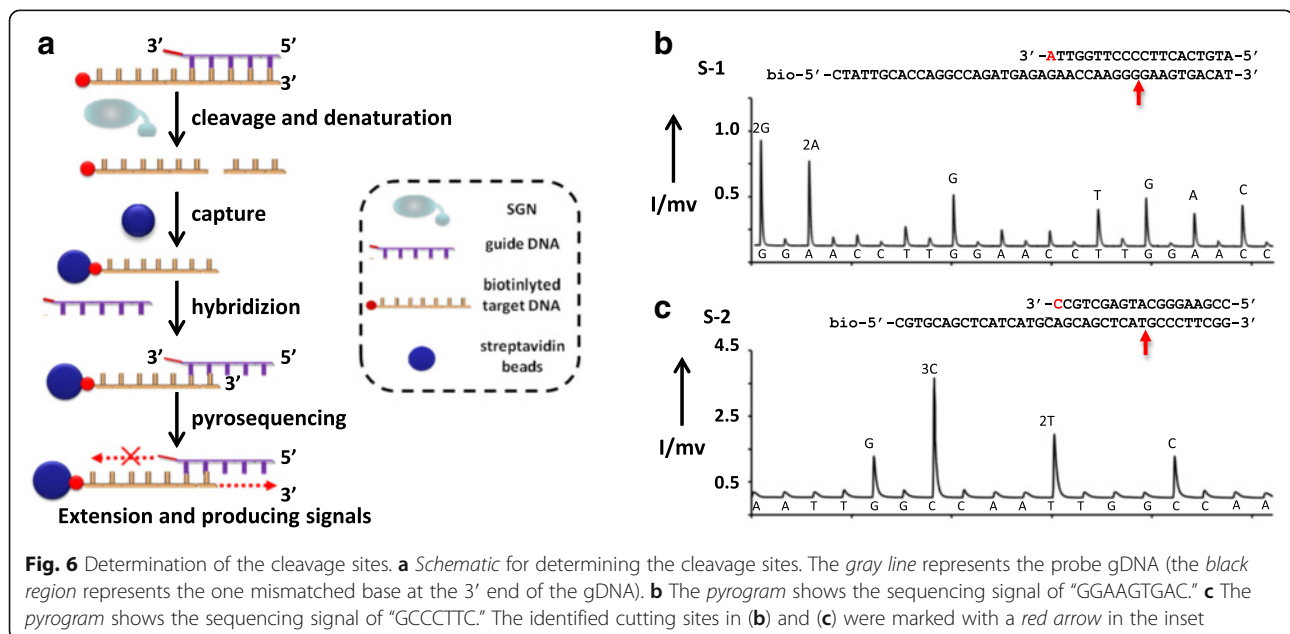 a
3’ 5’
3’
cleavage and denaturation
capture
hybridizion
3’ 5’
3’
pyrosequencing
5’
3’
Extension and producing signals
SGN
guide DNA
biotinlyted
target DNA
streptavidin
beads
b
S-1
3’-ATTGGTTCCCCTTCACTGTA-5’
bio-5’-CTATTGCACCAGGCCAGATGAGAGAACCAAGGGGAAGTGACAT-3’
1.0
0.5
I/mv
2G 2A G T G A C
G G A A C C T T G G A A C C T T G G A A C C
c
S-2
3’-CCGTCGAGTACGGGAAGCC-5’
bio-5’-CGTGCAGCTCATCATGCAGCAGCTCATGCCCTTCGG-3’
4.5
2.5
0.5
I/mv
G 3C 2T C
A A T T G G C C A A T T G G C C A A
Fig. 6 Determination of the cleavage sites. a Schematic for determining the cleavage sites. The gray line represents the probe gDNA (the black
region represents the one mismatched base at the 3’ end of the gDNA). b The pyrogram shows the sequencing signal of “GGAAGTGAC.” c The
pyrogram shows the sequencing signal of “GCCCTTC.” The identified cutting sites in (b) and (c) were marked with a red arrow in the inset